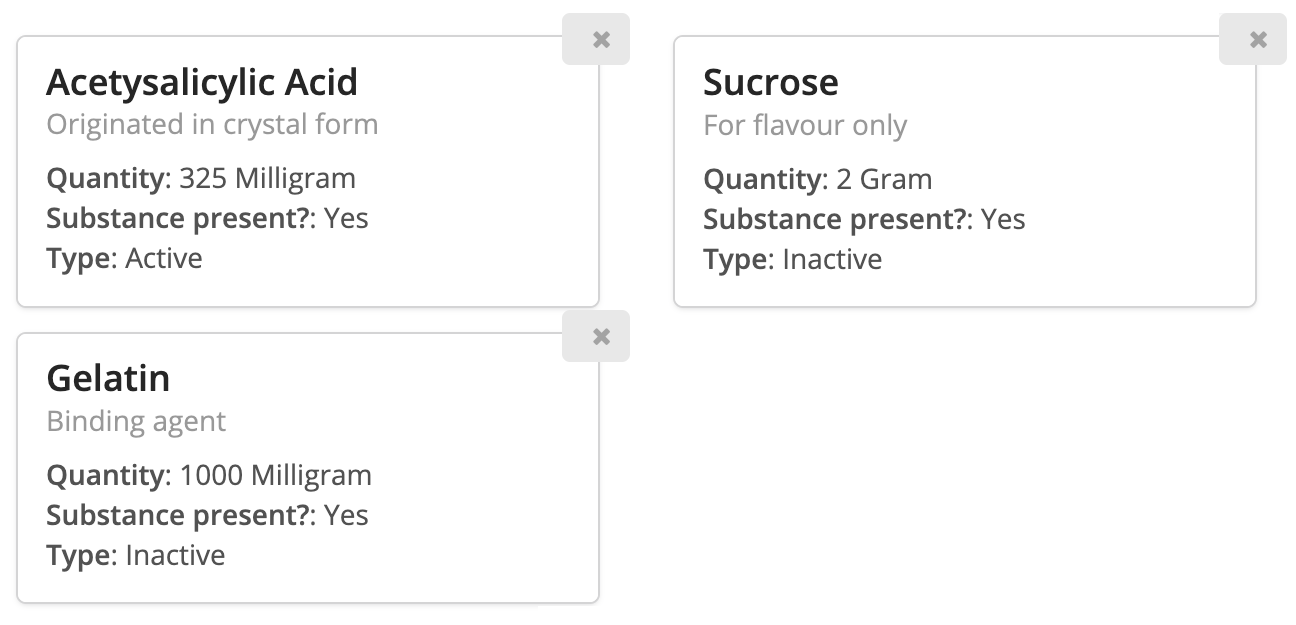 Acetysalicylic Acid
Originated in crystal form
Quantity: 325 Milligram
Substance present?: Yes
Type: Active
Sucrose
For flavour only
Quantity: 2 Gram
Substance present?: Yes
Type: Inactive
Gelatin
Binding agent
Quantity: 1000 Milligram
Substance present?: Yes
Type: Inactive